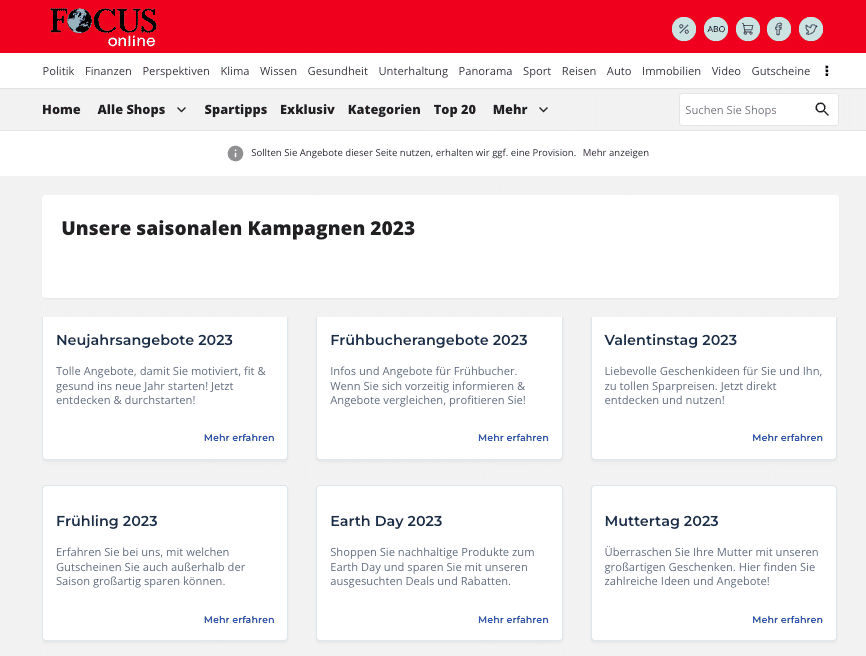 FOCUS
online
%
ABO
Politik Finanzen Perspektiven Klima Wissen Gesundheit Unterhaltung Panorama Sport Reisen Auto Immobilien Video Gutscheine
Home Alle Shops Spartipps Exklusiv Kategorien Top 20 Mehr Suchen Sie Shops
Sollten Sie Angebote dieser Seite nutzen, erhalten wir ggf. eine Provision. Mehr anzeigen
Unsere saisonalen Kampagnen 2023
Neujahrsangebote 2023
Tolle Angebote, damit Sie motiviert, fit &
gesund ins neue Jahr starten! Jetzt
entdecken & durchstarten!
Mehr erfahren
Frühbucherangebote 2023
Infos und Angebote für Frühbucher.
Wenn Sie sich vorzeitig informieren &
Angebote vergleichen, profitieren Sie!
Mehr erfahren
Valentinstag 2023
Liebevolle Geschenkideen für Sie und Ihn,
zu tollen Sparpreisen. Jetzt direkt
entdecken und nutzen!
Mehr erfahren
Frühling 2023
Erfahren Sie bei uns, mit welchen
Gutscheinen Sie auch außerhalb der
Saison großartig sparen können.
Mehr erfahren
Earth Day 2023
Shoppen Sie nachhaltige Produkte zum
Earth Day und sparen Sie mit unseren
ausgesuchten Deals und Rabatten.
Mehr erfahren
Muttertag 2023
Überraschen Sie Ihre Mutter mit unseren
großartigen Geschenken. Hier finden Sie
zahlreiche Ideen und Angebote!
Mehr erfahren